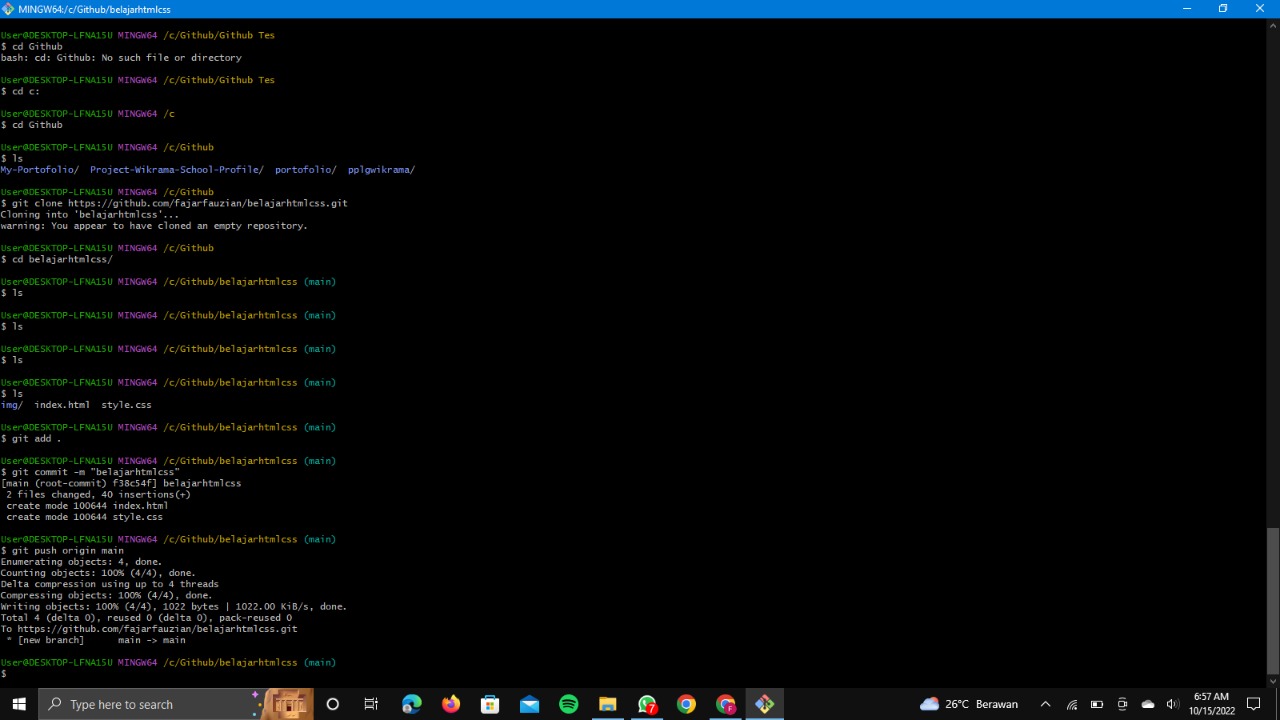 MINGW64:/c/Github/belajarhtmlcss
User@DESKTOP-LFNA15U MINGW64 /c/Github/Github Tes
$ cd Github
bash: cd: Github: No such file or directory
User@DESKTOP-LFNA15U MINGW64 /c/Github/Github Tes
$ cd c:
User@DESKTOP-LFNA15U MINGW64 /c
$ cd Github
User@DESKTOP-LFNA15U MINGW64 /c/Github
$ ls
My-Portofolio/  Project-Wikrama-School-Profile/  portofolio/  pplgwikrama/
User@DESKTOP-LFNA15U MINGW64 /c/Github
$ git clone https://github.com/fajarfauzian/belajarhtmlcss.git
Cloning into 'belajarhtmlcss'...
warning: You appear to have cloned an empty repository.
User@DESKTOP-LFNA15U MINGW64 /c/Github
$ cd belajarhtmlcss/
User@DESKTOP-LFNA15U MINGW64 /c/Github/belajarhtmlcss (main)
$ ls
User@DESKTOP-LFNA15U MINGW64 /c/Github/belajarhtmlcss (main)
$ ls
User@DESKTOP-LFNA15U MINGW64 /c/Github/belajarhtmlcss (main)
$ ls
User@DESKTOP-LFNA15U MINGW64 /c/Github/belajarhtmlcss (main)
$ ls
img/  index.html  style.css
User@DESKTOP-LFNA15U MINGW64 /c/Github/belajarhtmlcss (main)
$ git add .
User@DESKTOP-LFNA15U MINGW64 /c/Github/belajarhtmlcss (main)
$ git commit -m "belajarhtmlcss"
[main (root-commit) f38c54f] belajarhtmlcss
 2 files changed, 40 insertions(+)
 create mode 100644 index.html
 create mode 100644 style.css
User@DESKTOP-LFNA15U MINGW64 /c/Github/belajarhtmlcss (main)
$ git push origin main
Enumerating objects: 4, done.
Counting objects: 100% (4/4), done.
Delta compression using up to 4 threads
Compressing objects: 100% (4/4), done.
Writing objects: 100% (4/4), 1022 bytes | 1022.00 KiB/s, done.
Total 4 (delta 0), reused 0 (delta 0), pack-reused 0
To https://github.com/fajarfauzian/belajarhtmlcss.git
 * [new branch]      main -> main
User@DESKTOP-LFNA15U MINGW64 /c/Github/belajarhtmlcss (main)
$
Type here to search
7
F
26°C Berawan
6:57 AM
10/15/2022